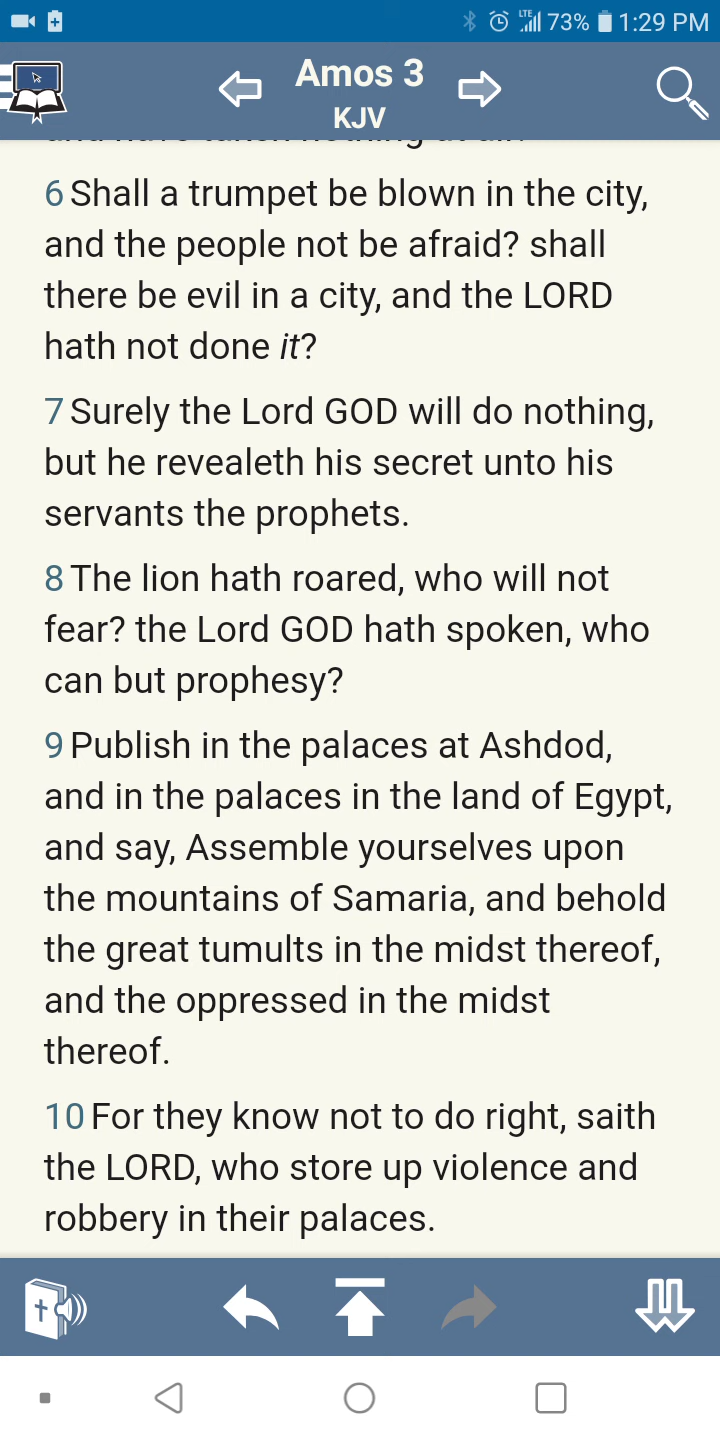 LTE 73% 1:29 PM
Amos 3
KJV
6 Shall a trumpet be blown in the city,
and the people not be afraid? shall
there be evil in a city, and the LORD
hath not done it?
7 Surely the Lord GOD will do nothing,
but he revealeth his secret unto his
servants the prophets.
8 The lion hath roared, who will not
fear? the Lord GOD hath spoken, who
can but prophesy?
9 Publish in the palaces at Ashdod,
and in the palaces in the land of Egypt,
and say, Assemble yourselves upon
the mountains of Samaria, and behold
the great tumults in the midst thereof,
and the oppressed in the midst
thereof.
10 For they know not to do right, saith
the LORD, who store up violence and
robbery in their palaces.